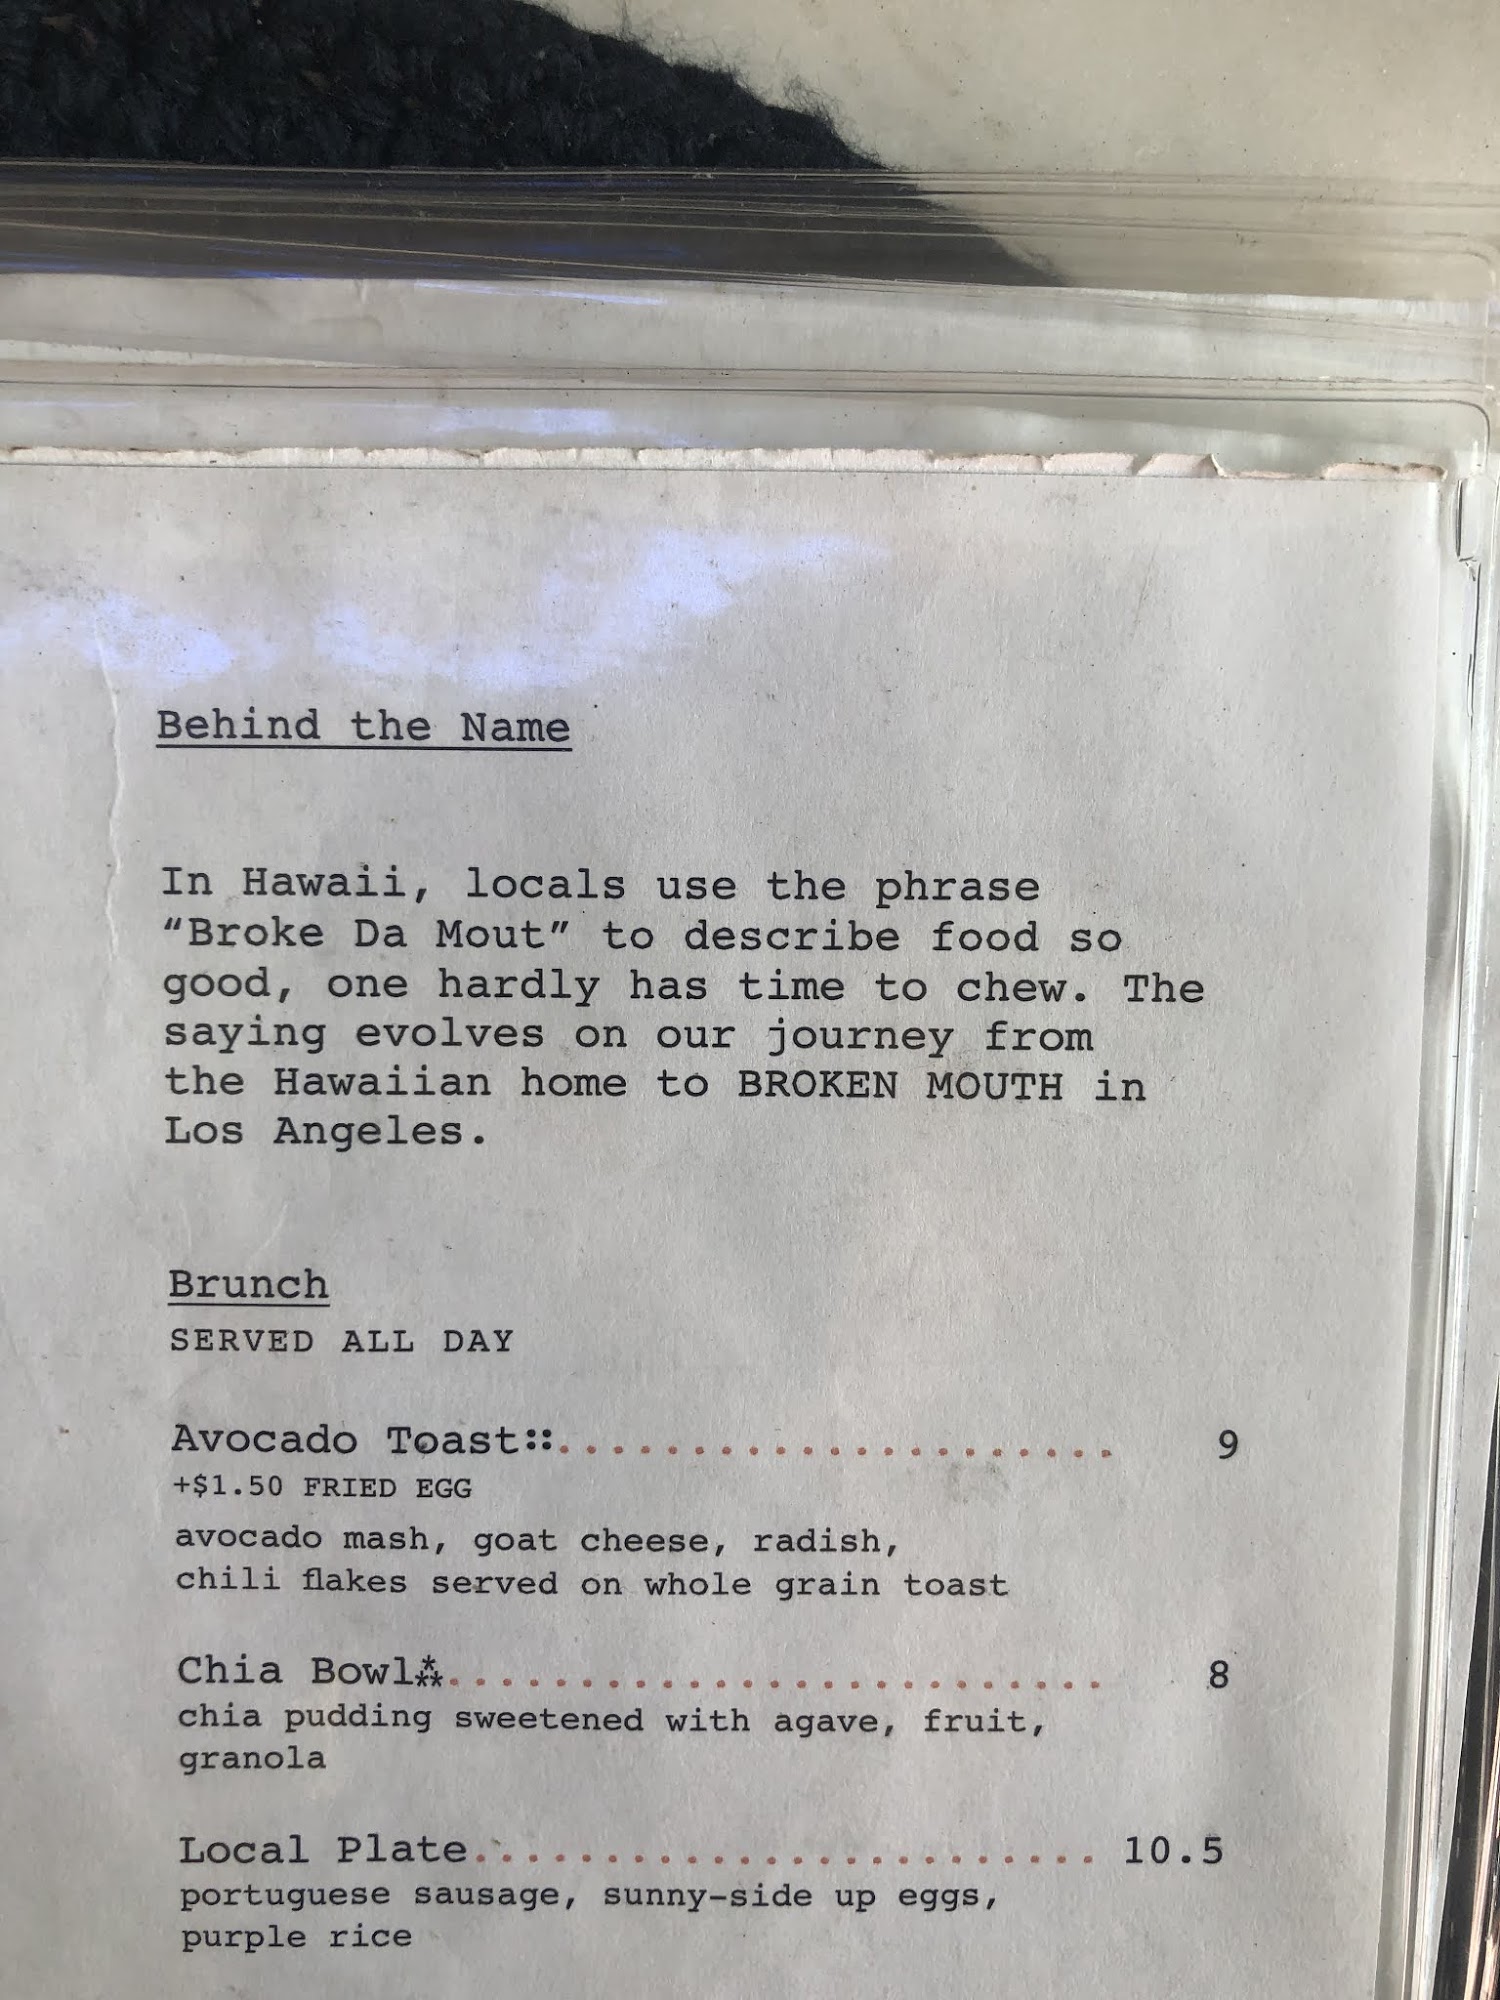 Behind the Name
In Hawaii, locals use the phrase
“Broke Da Mout” to describe food so
good, one hardly has time to chew. The
saying evolves on our journey from
the Hawaiian home to BROKEN MOUTH in
Los Angeles.
Brunch
SERVED ALL DAY
Avocado Toast⁛..................... 9
+$1.50 FRIED EGG
avocado mash, goat cheese, radish,
chili flakes served on whole grain toast
Chia Bowl⁂......................... 8
chia pudding sweetened with agave, fruit,
granola
Local Plate........................ 10.5
portuguese sausage, sunny-side up eggs,
purple rice